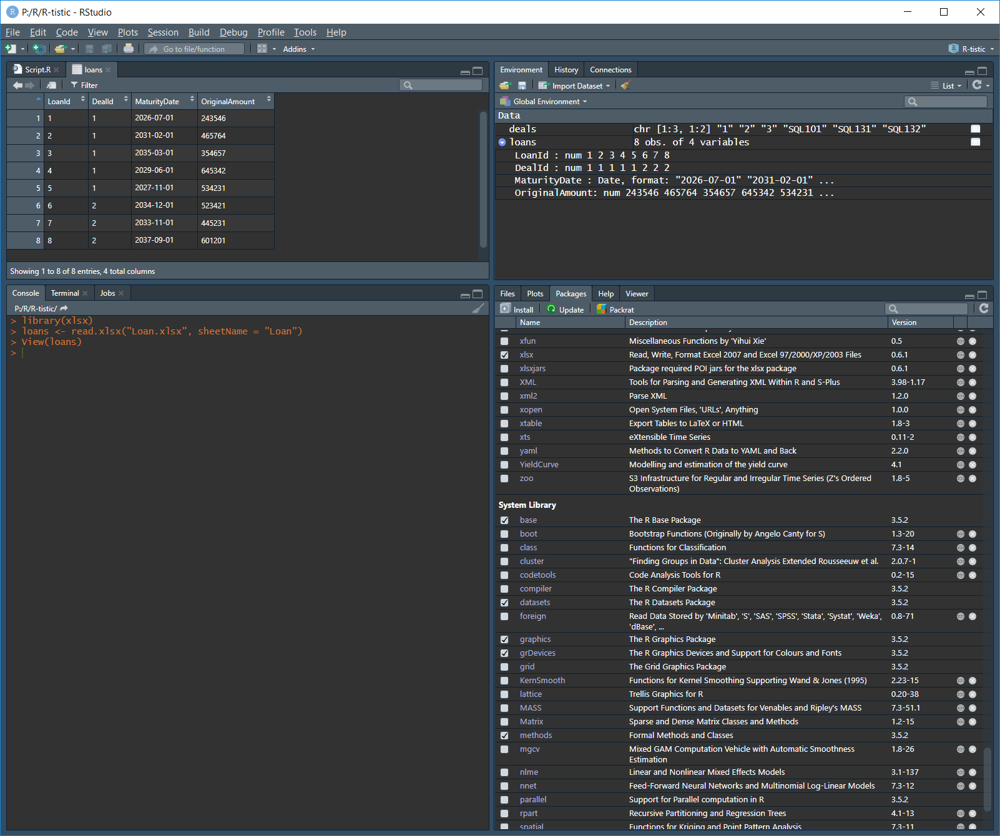 P:/R/R-tistic - RStudio
File Edit Code View Plots Session Build Debug Profile Tools Help
Go to file/function Addins R-tistic
Script.R loans
Filter
LoanId DealId MaturityDate OriginalAmount
1 1 1 2026-07-01 243546
2 2 1 2031-02-01 465764
3 3 1 2035-03-01 354657
4 4 1 2029-06-01 645342
5 5 1 2027-11-01 534231
6 6 2 2034-12-01 523421
7 7 2 2033-11-01 445231
8 8 2 2037-09-01 601201
Showing 1 to 8 of 8 entries, 4 total columns
Console Terminal Jobs
P:/R/R-tistic/
> library(xlsx)
> loans <- read.xlsx("Loan.xlsx", sheetName = "Loan")
> View(loans)
>
Environment History Connections
Import Dataset List
Global Environment
Data
deals chr [1:3, 1:2] "1" "2" "3" "SQL101" "SQL131" "SQL132"
loans 8 obs. of 4 variables
LoanId : num 1 2 3 4 5 6 7 8
DealId : num 1 1 1 1 1 2 2 2
MaturityDate : Date, format: "2026-07-01" "2031-02-01" ...
OriginalAmount: num 243546 465764 354657 645342 534231 ...
Files Plots Packages Help Viewer
Install Update Packrat
Name Description Version
xfun Miscellaneous Functions by 'Yihui Xie' 0.5
xlsx Read, Write, Format Excel 2007 and Excel 97/2000/XP/2003 Files 0.6.1
xlsxjars Package required POI jars for the xlsx package 0.6.1
XML Tools for Parsing and Generating XML Within R and S-Plus 3.98-1.17
xml2 Parse XML 1.2.0
xopen Open System Files, 'URLs', Anything 1.0.0
xtable Export Tables to LaTeX or HTML 1.8-3
xts eXtensible Time Series 0.11-2
yaml Methods to Convert R Data to YAML and Back 2.2.0
YieldCurve Modelling and estimation of the yield curve 4.1
zoo S3 Infrastructure for Regular and Irregular Time Series (Z's Ordered 1.8-5
Observations)
System Library
base The R Base Package 3.5.2
boot Bootstrap Functions (Originally by Angelo Canty for S) 1.3-20
class Functions for Classification 7.3-14
cluster "Finding Groups in Data": Cluster Analysis Extended Rousseeuw et al. 2.0.7-1
codetools Code Analysis Tools for R 0.2-15
compiler The R Compiler Package 3.5.2
datasets The R Datasets Package 3.5.2
foreign Read Data Stored by 'Minitab', 'S', 'SAS', 'SPSS', 'Stata', 'Systat', 'Weka', 0.8-71
'dBase', ...
graphics The R Graphics Package 3.5.2
grDevices The R Graphics Devices and Support for Colours and Fonts 3.5.2
grid The Grid Graphics Package 3.5.2
KernSmooth Functions for Kernel Smoothing Supporting Wand & Jones (1995) 2.23-15
lattice Trellis Graphics for R 0.20-38
MASS Support Functions and Datasets for Venables and Ripley's MASS 7.3-51.1
Matrix Sparse and Dense Matrix Classes and Methods 1.2-15
methods Formal Methods and Classes 3.5.2
mgcv Mixed GAM Computation Vehicle with Automatic Smoothness 1.8-26
Estimation
nlme Linear and Nonlinear Mixed Effects Models 3.1-137
nnet Feed-Forward Neural Networks and Multinomial Log-Linear Models 7.3-12
parallel Support for Parallel computation in R 3.5.2
rpart Recursive Partitioning and Regression Trees 4.1-13
spatial Functions for Kriging and Point Pattern Analysis 7.3-11